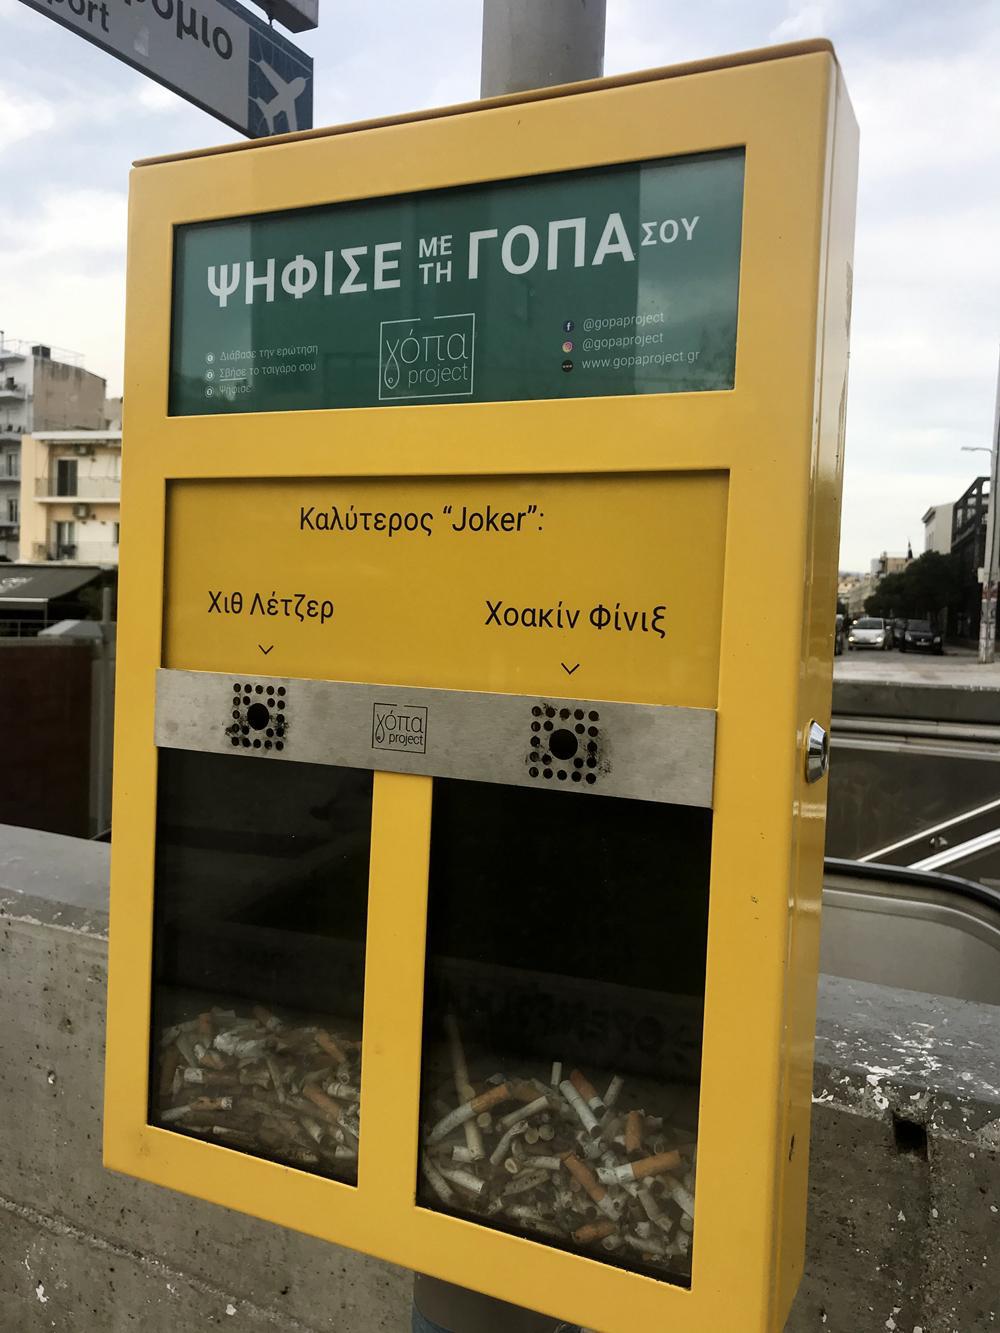 port
ΨΗΦΙΣΕ ΜΕ ΤΗ ΓΟΠΑ ΣΟΥ
Διάβασε την ερώτηση
Σβήσε το τσιγάρο σου
Ψήφισε
γόπα
project
@gopaproject
@gopaproject
www.gopaproject.gr
Καλύτερος “Joker”:
Χιθ Λέτζερ
Χοακίν Φίνιξ
γόπα
project